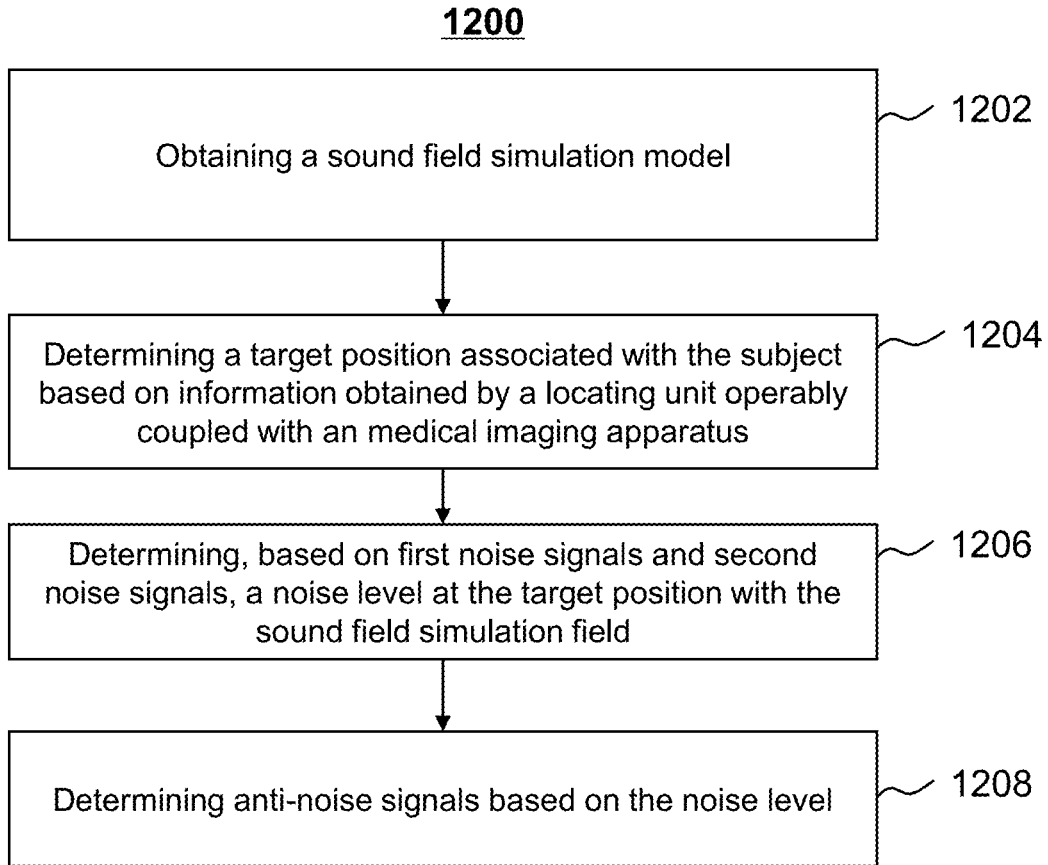 1200
Obtaining a sound field simulation model
1202
Determining a target position associated with the subject
based on information obtained by a locating unit operably
coupled with an medical imaging apparatus
1204
Determining, based on first noise signals and second
noise signals, a noise level at the target position with the
sound field simulation field
1206
Determining anti-noise signals based on the noise level
1208